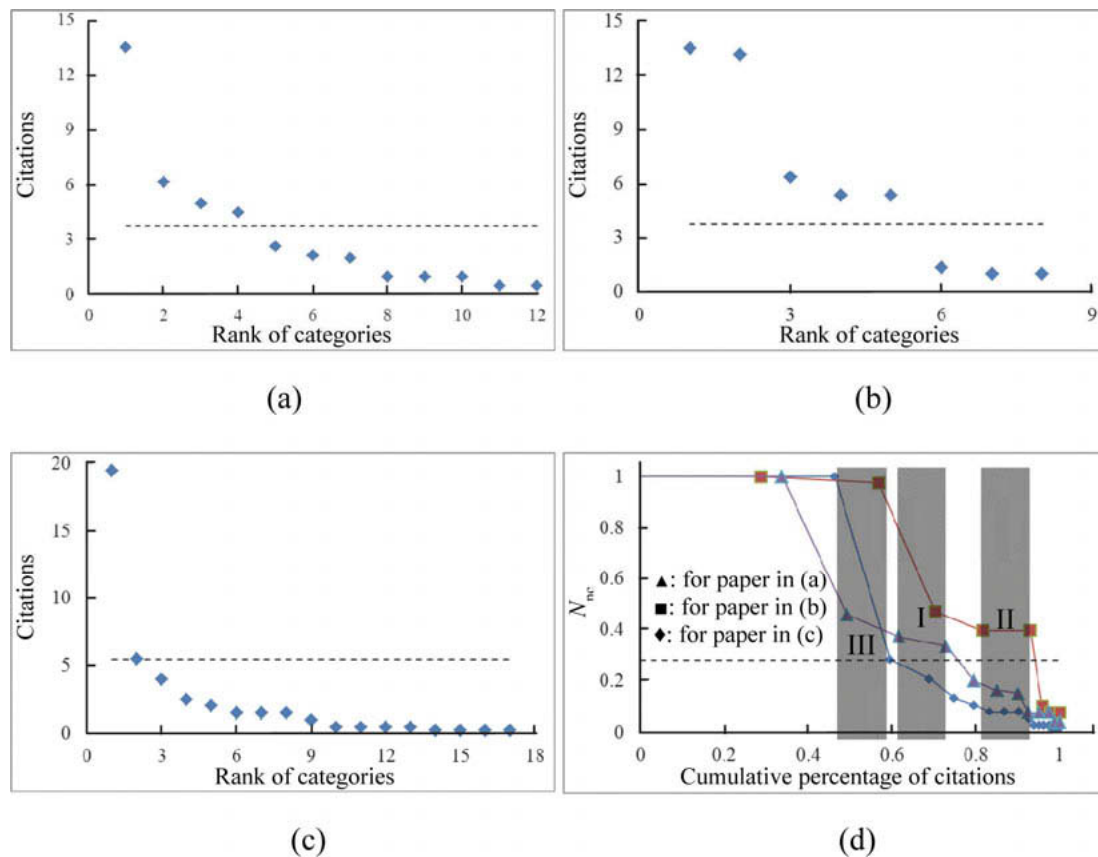 15
12
9
6
3
0
Citations
0 2 4 6 8 10 12
Rank of categories
(a)
15
12
9
6
3
0
Citations
0 3 6 9
Rank of categories
(b)
20
15
10
5
0
Citations
0 3 6 9 12 15 18
Rank of categories
(c)
1
0.8
0.6
0.4
0.2
0
Nnc
▲: for paper in (a)
■: for paper in (b)
◆: for paper in (c)
I
II
III
0 0.2 0.4 0.6 0.8 1
Cumulative percentage of citations
(d)